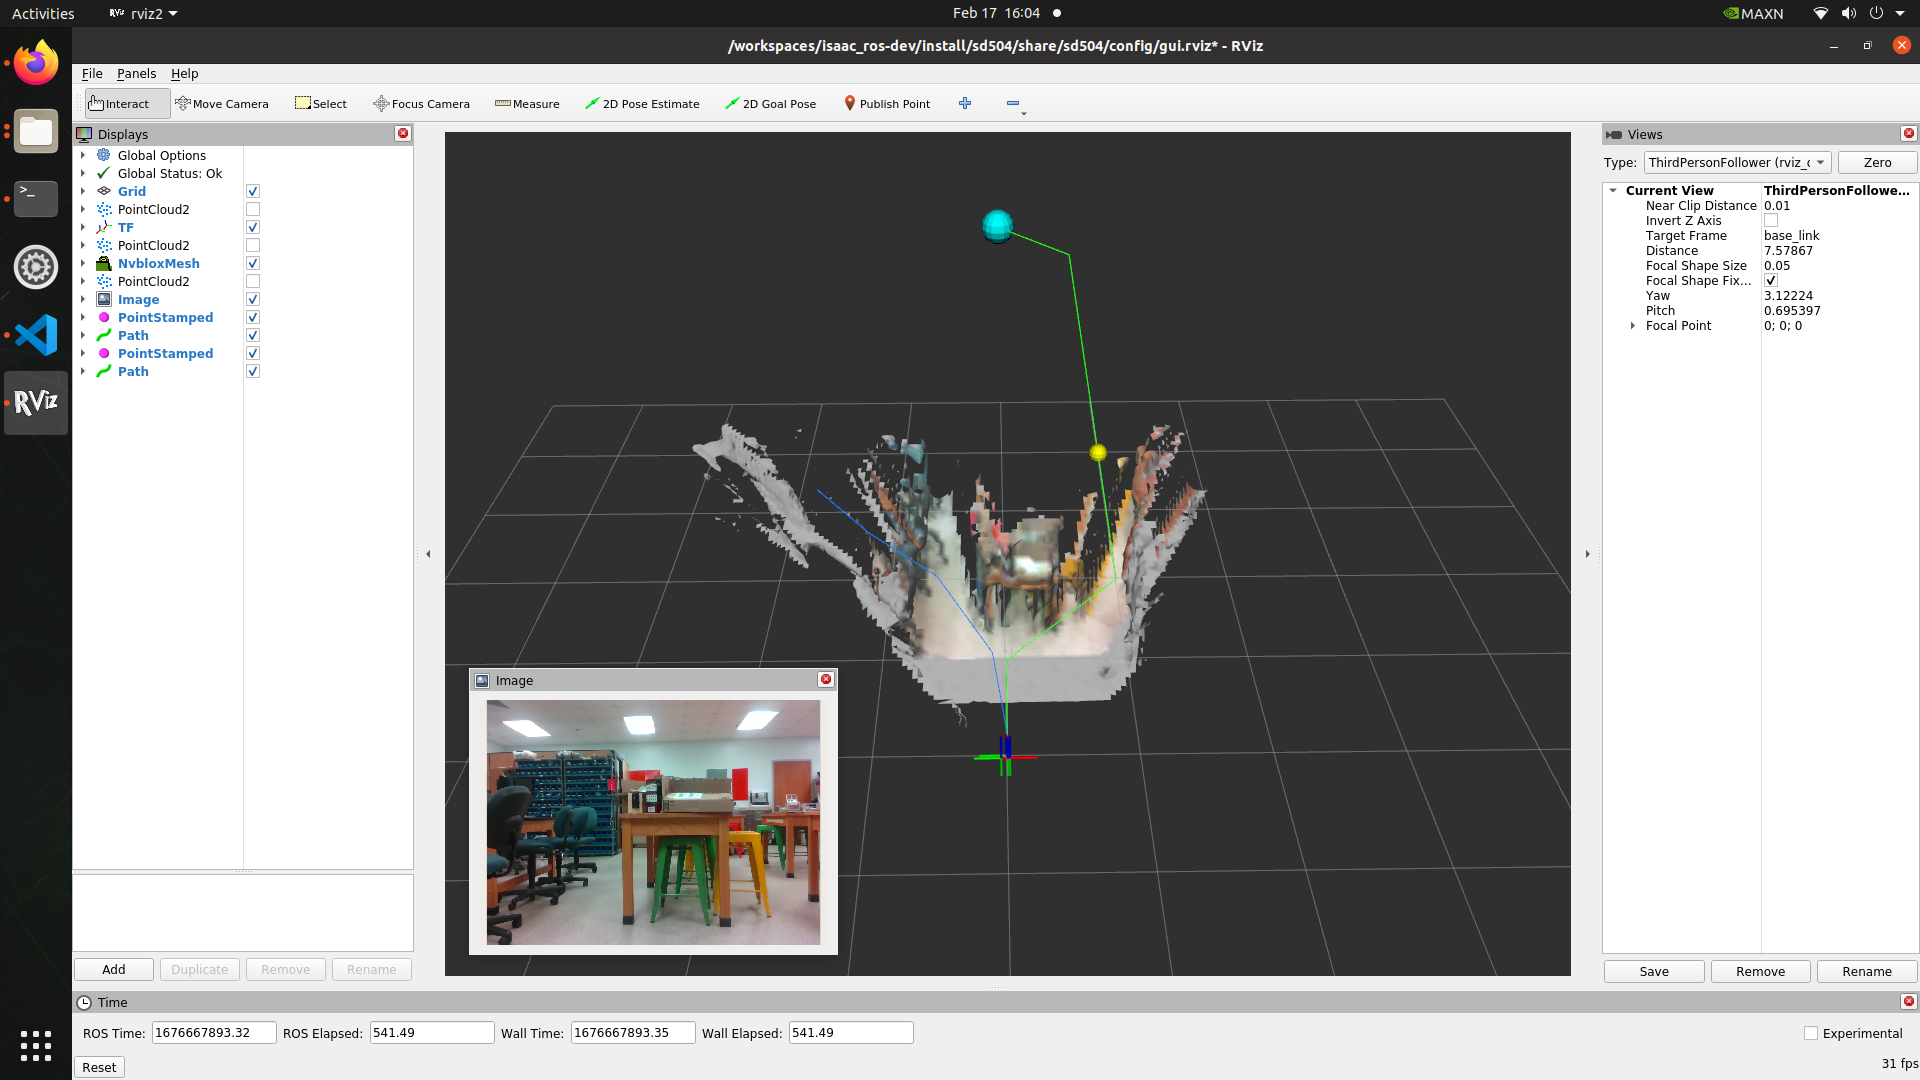 Activities
RViz
rviz2
Feb 17 16:04
MAXN
/workspaces/isaac_ros-dev/install/sd504/share/sd504/config/gui.rviz* - RViz
File Panels Help
Interact Move Camera Select Focus Camera Measure 2D Pose Estimate 2D Goal Pose Publish Point
Displays
Global Options
Global Status: Ok
Grid
PointCloud2
TF
PointCloud2
NvbloxMesh
PointCloud2
Image
PointStamped
Path
PointStamped
Path
Add Duplicate Remove Rename
>_
RViz
Image
Views
Type: ThirdPersonFollower (rviz_ Zero
Current View ThirdPersonFollowe...
Near Clip Distance 0.01
Invert Z Axis
Target Frame base_link
Distance 7.57867
Focal Shape Size 0.05
Focal Shape Fix...
Yaw 3.12224
Pitch 0.695397
Focal Point 0; 0; 0
Save Remove Rename
Time
ROS Time: 1676667893.32 ROS Elapsed: 541.49 Wall Time: 1676667893.35 Wall Elapsed: 541.49 Experimental
Reset 31 fps